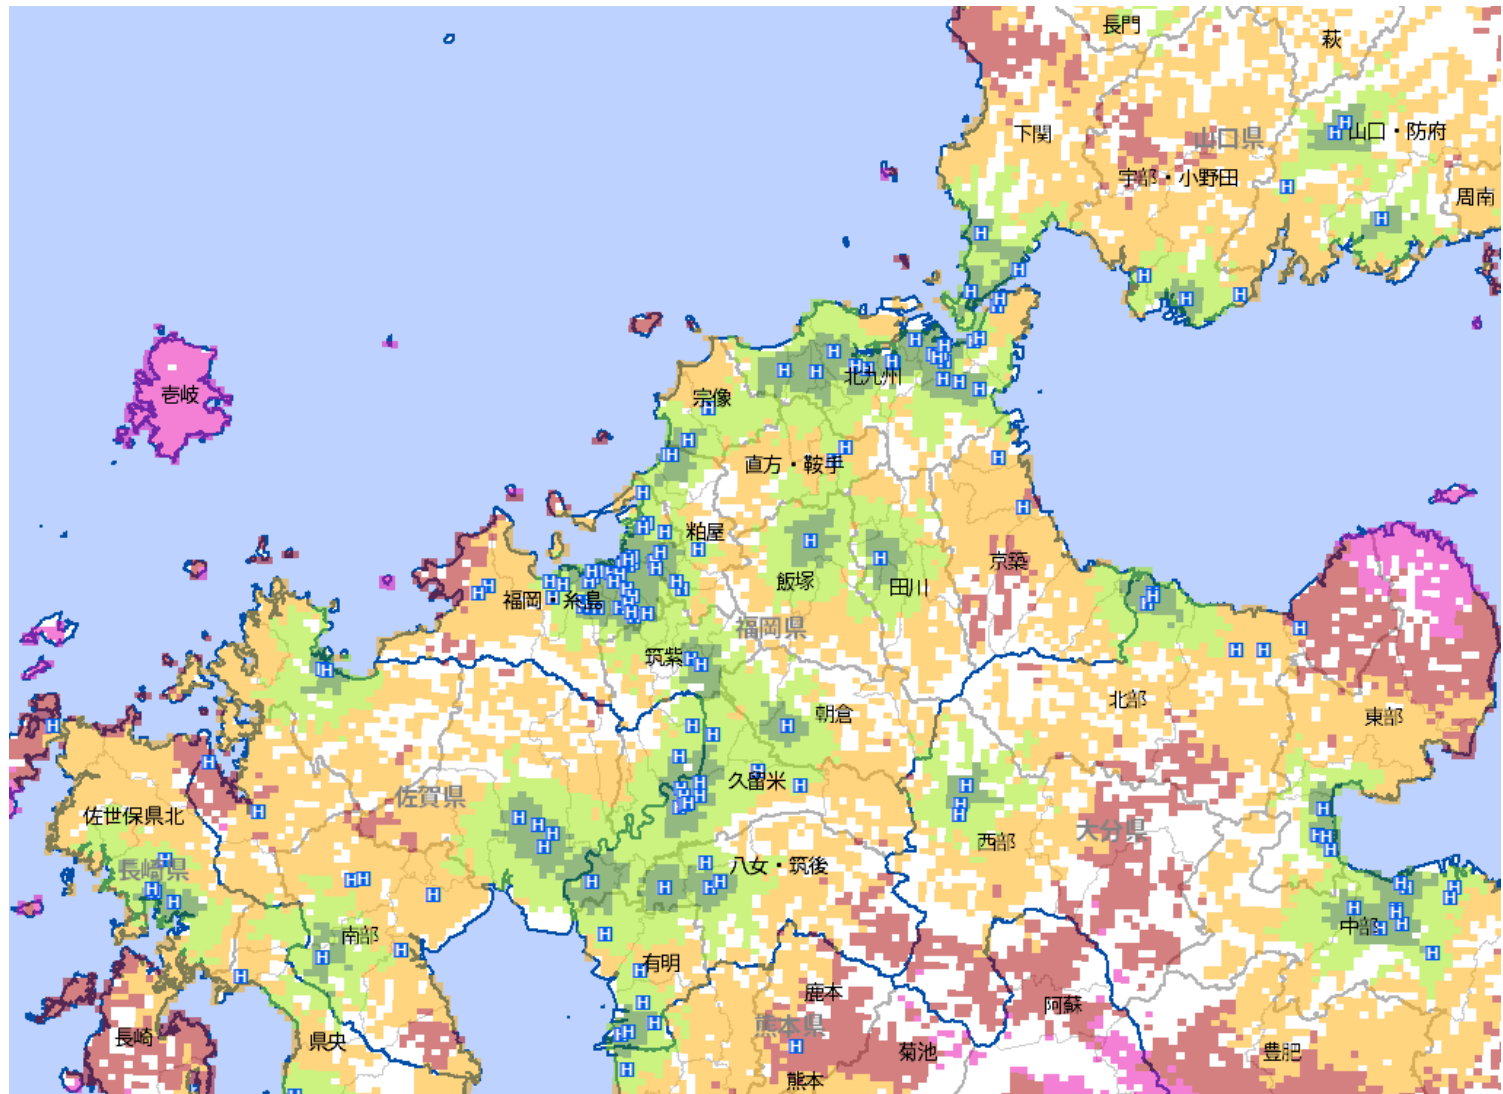 長門
萩
下関
山口県
山口・防府
宇部・小野田
周南
北九州
壱岐
宗像
直方・鞍手
粕屋
京築
飯塚
田川
福岡・糸島
福岡県
筑紫
北部
朝倉
東部
久留米
佐賀県
佐世保県北
大分県
西部
八女・筑後
長崎県
中部
南部
有明
鹿本
阿蘇
熊本県
長崎
県央
菊池
豊肥
熊本